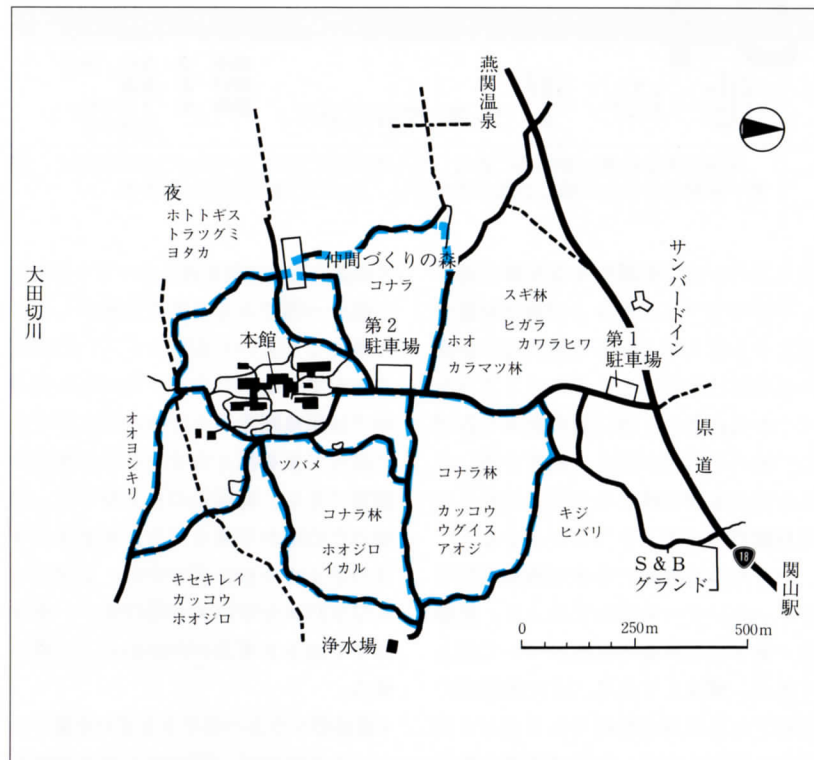 燕関温泉
夜
ホトトギス
トラツグミ
ヨタカ
大田切川
仲間づくりの森
コナラ
サンバードイン
スギ林
ヒガラ
カワラヒワ
第1
駐車場
第2
駐車場
ホオ
カラマツ林
本館
県道
オオヨシキリ
ツバメ
コナラ林
ホオジロ
イカル
コナラ林
カッコウ
ウグイス
アオジ
キジ
ヒバリ
S&B
グランド
18
関山駅
キセキレイ
カッコウ
ホオジロ
浄水場
0 250m 500m